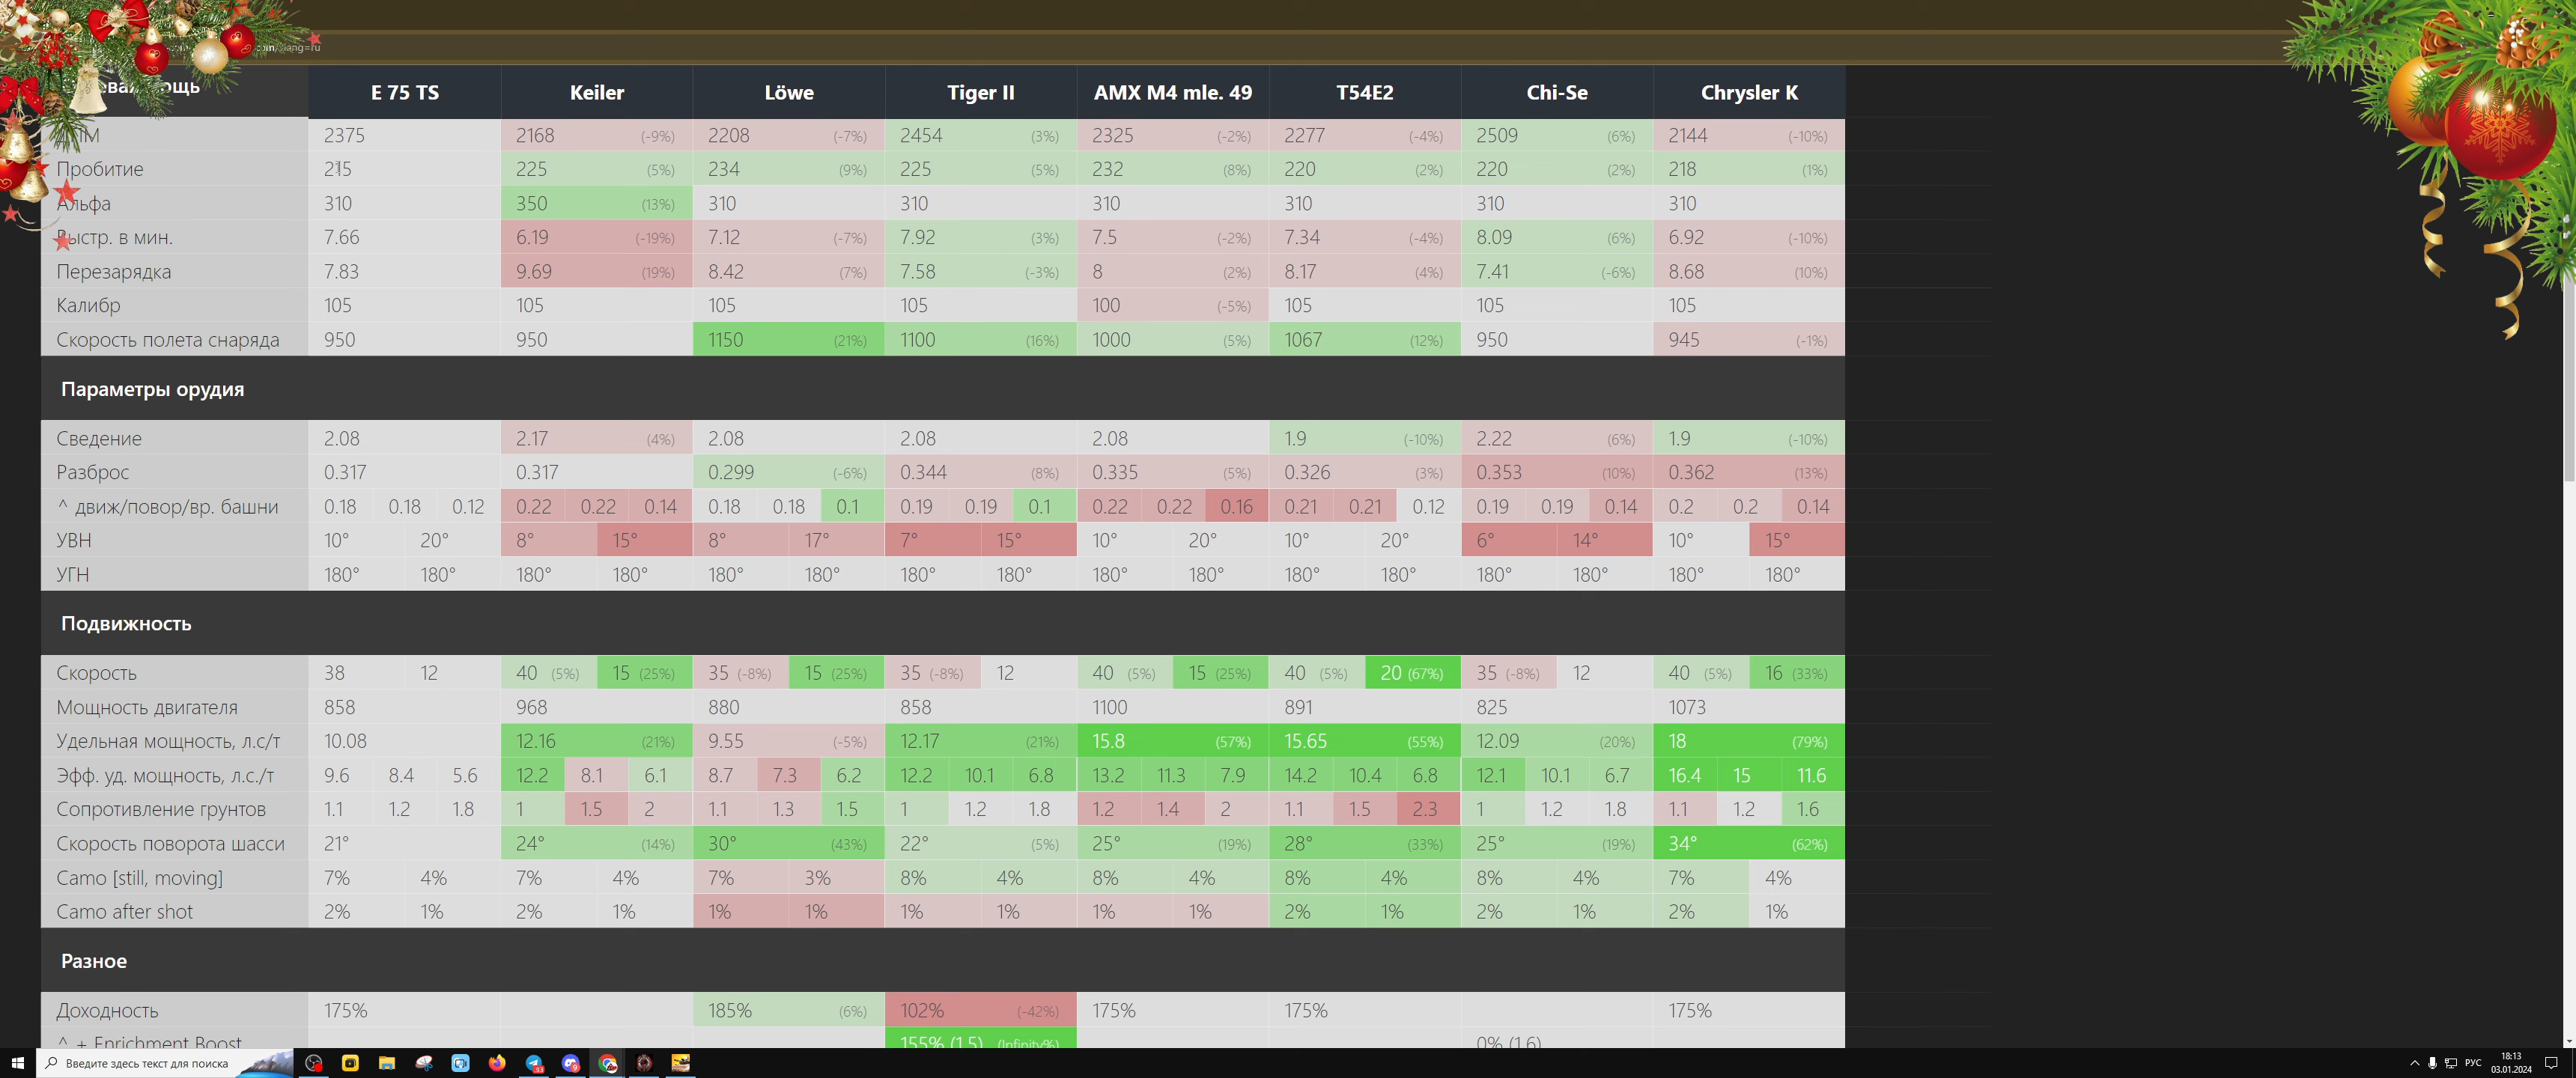 com/?lang=ru
E 75 TS Keiler Löwe Tiger II AMX M4 mle. 49 T54E2 Chi-Se Chrysler K
2375 2168 (-9%) 2208 (-7%) 2454 (3%) 2325 (-2%) 2277 (-4%) 2509 (6%) 2144 (-10%)
Пробитие 215 225 (5%) 234 (9%) 225 (5%) 232 (8%) 220 (2%) 220 (2%) 218 (1%)
Альфа 310 350 (13%) 310 310 310 310 310 310
Выстр. в мин. 7.66 6.19 (-19%) 7.12 (-7%) 7.92 (3%) 7.5 (-2%) 7.34 (-4%) 8.09 (6%) 6.92 (-10%)
Перезарядка 7.83 9.69 (19%) 8.42 (7%) 7.58 (-3%) 8 (2%) 8.17 (4%) 7.41 (-6%) 8.68 (10%)
Калибр 105 105 105 105 100 (-5%) 105 105 105
Скорость полета снаряда 950 950 1150 (21%) 1100 (16%) 1000 (5%) 1067 (12%) 950 945 (-1%)
Параметры орудия
Сведение 2.08 2.17 (4%) 2.08 2.08 2.08 1.9 (-10%) 2.22 (6%) 1.9 (-10%)
Разброс 0.317 0.317 0.299 (-6%) 0.344 (8%) 0.335 (5%) 0.326 (3%) 0.353 (10%) 0.362 (13%)
^ движ/повор/вр. башни 0.18 0.18 0.12 0.22 0.22 0.14 0.18 0.18 0.1 0.19 0.19 0.1 0.22 0.22 0.16 0.21 0.21 0.12 0.19 0.19 0.14 0.2 0.2 0.14
УВН 10° 20° 8° 15° 8° 17° 7° 15° 10° 20° 10° 20° 6° 14° 10° 15°
УГН 180° 180° 180° 180° 180° 180° 180° 180° 180° 180° 180° 180° 180° 180° 180° 180°
Подвижность
Скорость 38 12 40 (5%) 15 (25%) 35 (-8%) 15 (25%) 35 (-8%) 12 40 (5%) 15 (25%) 40 (5%) 20 (67%) 35 (-8%) 12 40 (5%) 16 (33%)
Мощность двигателя 858 968 880 858 1100 891 825 1073
Удельная мощность, л.с/т 10.08 12.16 (21%) 9.55 (-5%) 12.17 (21%) 15.8 (57%) 15.65 (55%) 12.09 (20%) 18 (79%)
Эфф. уд. мощность, л.с./т 9.6 8.4 5.6 12.2 8.1 6.1 8.7 7.3 6.2 12.2 10.1 6.8 13.2 11.3 7.9 14.2 10.4 6.8 12.1 10.1 6.7 16.4 15 11.6
Сопротивление грунтов 1.1 1.2 1.8 1 1.5 2 1.1 1.3 1.5 1 1.2 1.8 1.2 1.4 2 1.1 1.5 2.3 1 1.2 1.8 1.1 1.2 1.6
Скорость поворота шасси 21° 24° (14%) 30° (43%) 22° (5%) 25° (19%) 28° (33%) 25° (19%) 34° (62%)
Camo [still, moving] 7% 4% 7% 4% 7% 3% 8% 4% 8% 4% 8% 4% 8% 4% 7% 4%
Camo after shot 2% 1% 2% 1% 1% 1% 1% 1% 1% 1% 2% 1% 2% 1% 2% 1%
Разное
Доходность 175% 185% (6%) 102% (-42%) 175% 175% 175%
^ + Enrichment Boost 155% (1.5) (Infinity%) 0% (1.6)
Введите здесь текст для поиска
РУС
18:13
03.01.2024